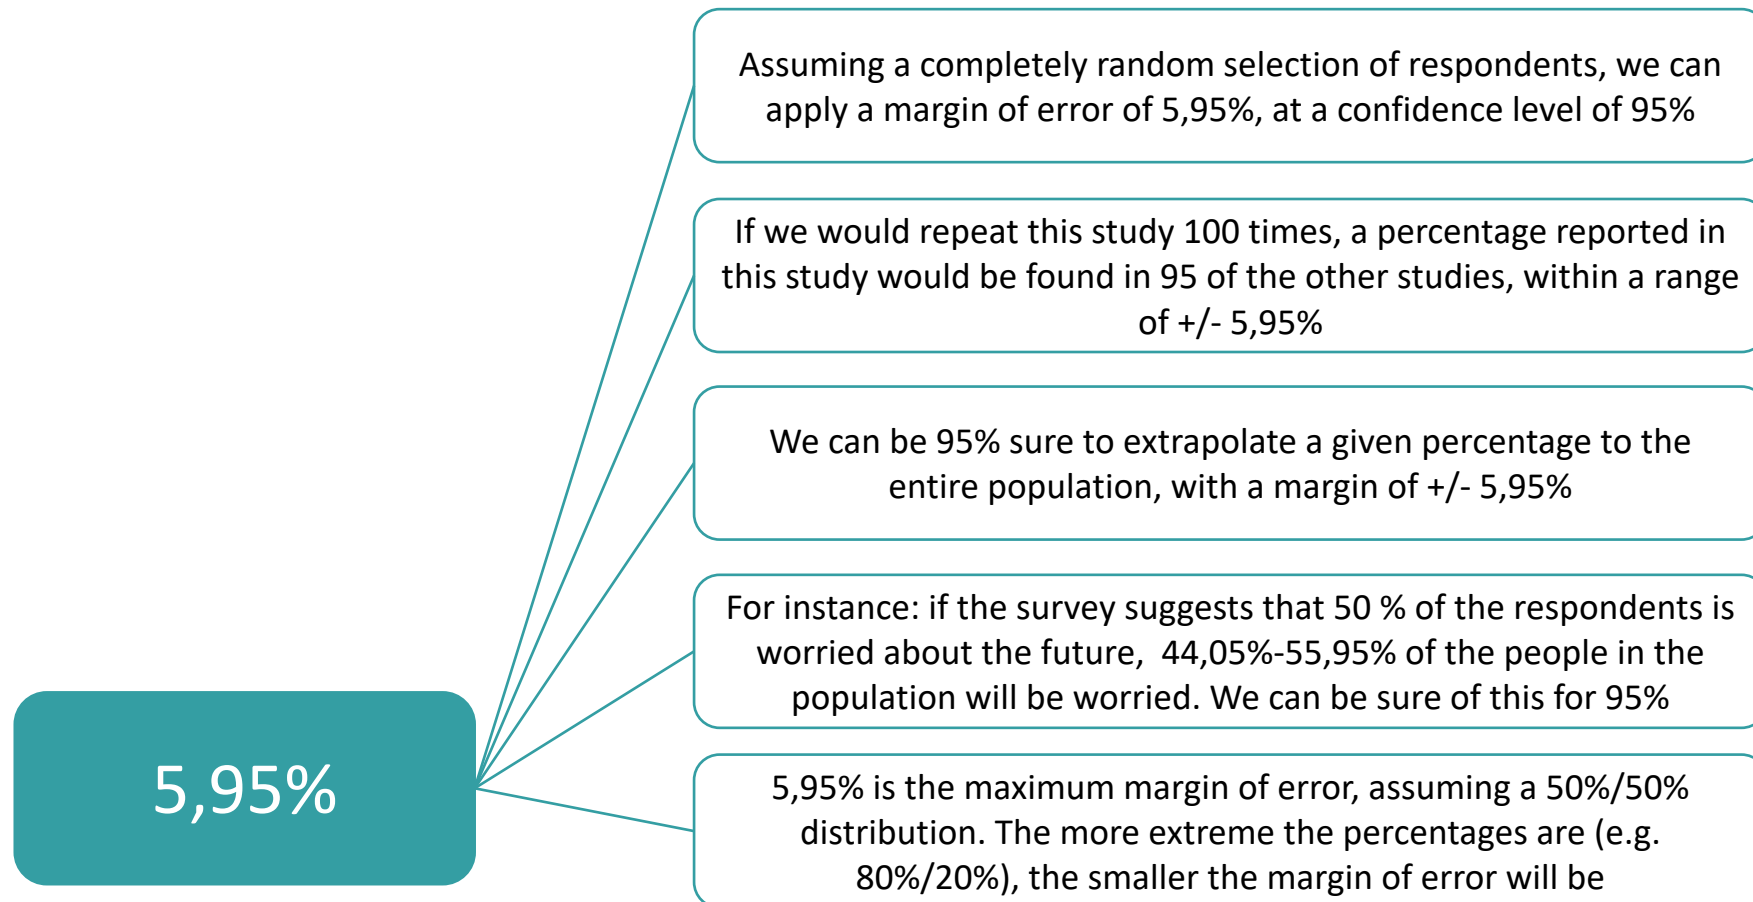 Assuming a completely random selection of respondents, we can
apply a margin of error of 5,95%, at a confidence level of 95%
If we would repeat this study 100 times, a percentage reported in
this study would be found in 95 of the other studies, within a range
of +/- 5,95%
We can be 95% sure to extrapolate a given percentage to the
entire population, with a margin of +/- 5,95%
For instance: if the survey suggests that 50 % of the respondents is
worried about the future,  44,05%-55,95% of the people in the
population will be worried. We can be sure of this for 95%
5,95%
5,95% is the maximum margin of error, assuming a 50%/50%
distribution. The more extreme the percentages are (e.g.
80%/20%), the smaller the margin of error will be